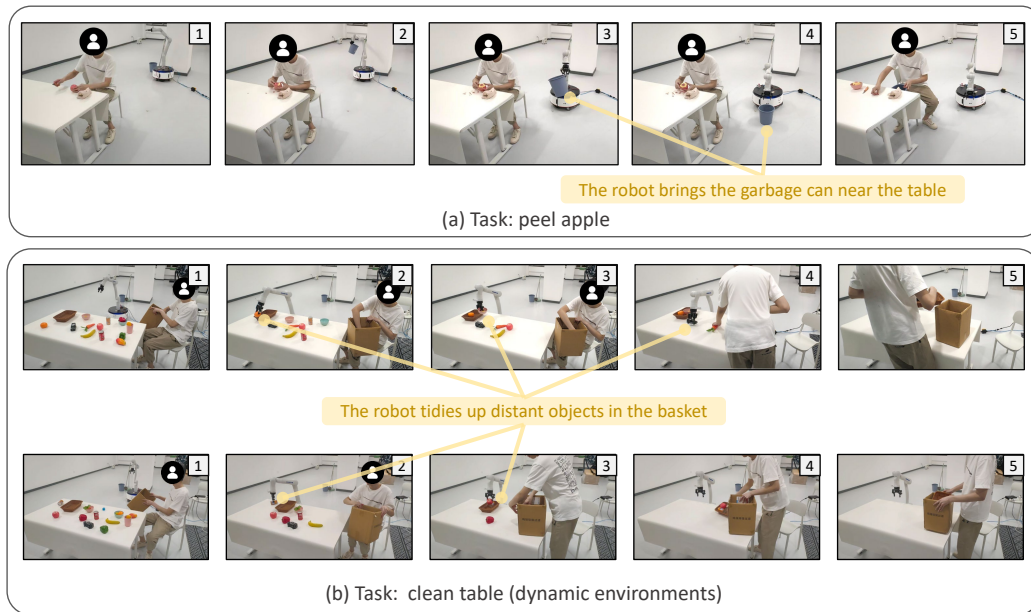 1 2 3 4 5
The robot brings the garbage can near the table
(a) Task: peel apple
1 2 3 4 5
The robot tidies up distant objects in the basket
1 2 3 4 5
(b) Task: clean table (dynamic environments)